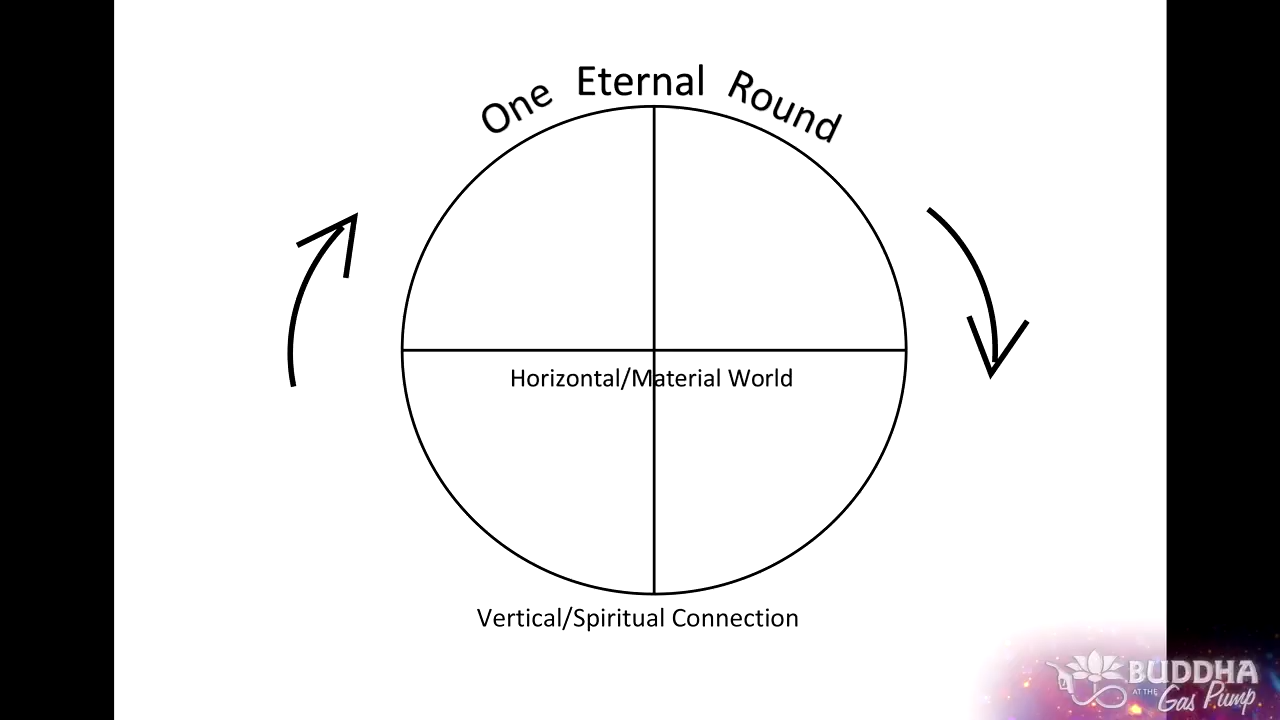 One Eternal Round
Horizontal/Material World
Vertical/Spiritual Connection
BUDDHA
AT THE Gas Pump